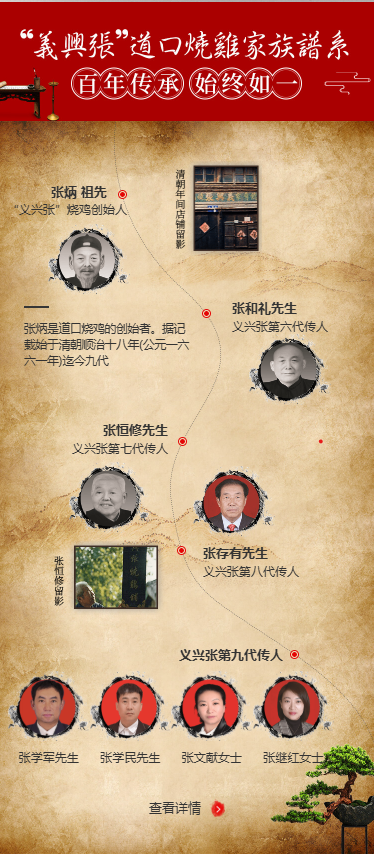 “義興張”道口燒雞家族譜系
百年传承 始终如一
张炳 祖先
“义兴张”烧鸡创始人
清朝年间店铺留影
张炳是道口烧鸡的创始者。据记
载始于清朝顺治十八年(公元一六
六一年)迄今九代
张和礼先生
义兴张第六代传人
张恒修先生
义兴张第七代传人
张存有先生
义兴张第八代传人
张恒修留影
义兴张第九代传人
张学军先生
张学民先生
张文献女士
张继红女士
查看详情